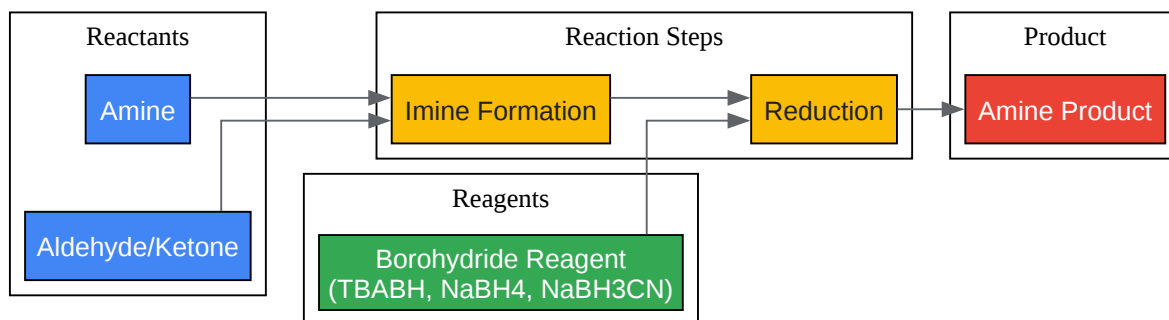 Reactants
Amine
Aldehyde/Ketone
Reaction Steps
Imine Formation
Reduction
Reagents
Borohydride Reagent
(TBABH, NaBH4, NaBH3CN)
Product
Amine Product